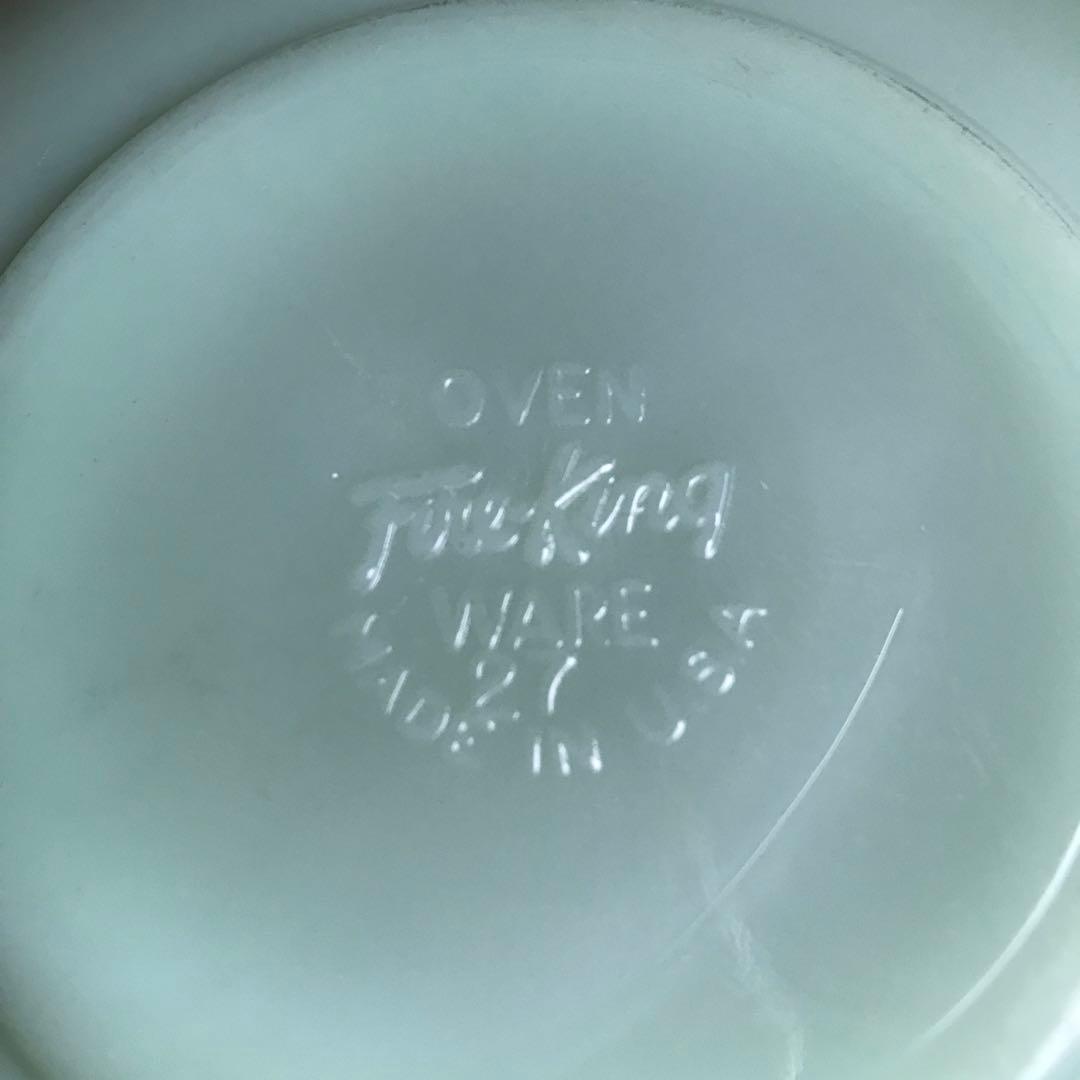 OVEN
Fire-King
WARE
27
MADE IN U.S.A